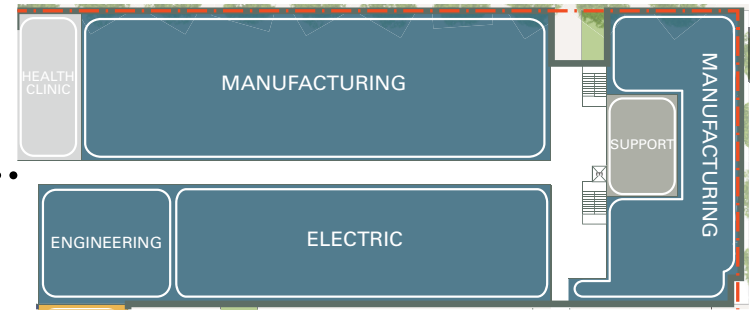 HEALTH
CLINIC
MANUFACTURING
MANUFACTURING
SUPPORT
ENGINEERING
ELECTRIC